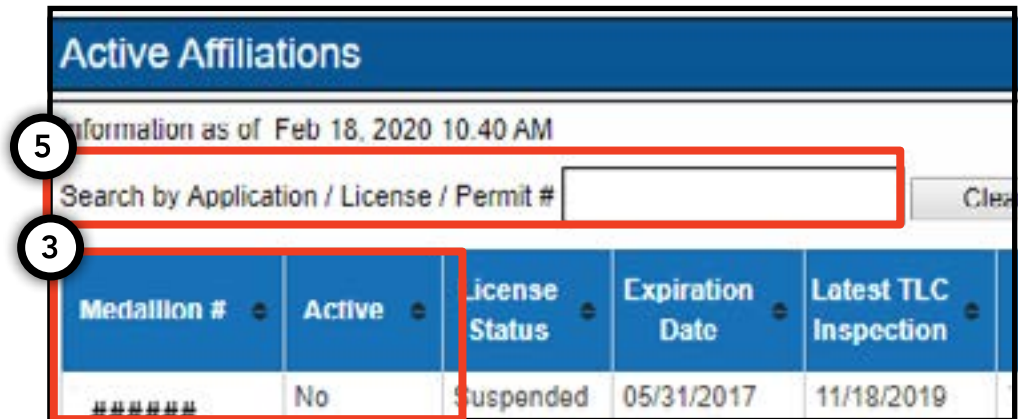 Active Affiliations
Information as of Feb 18, 2020 10.40 AM
5
Search by Application / License / Permit #
3
Medallion # Active License Status Expiration Date Latest TLC Inspection
###### No Suspended 05/31/2017 11/18/2019